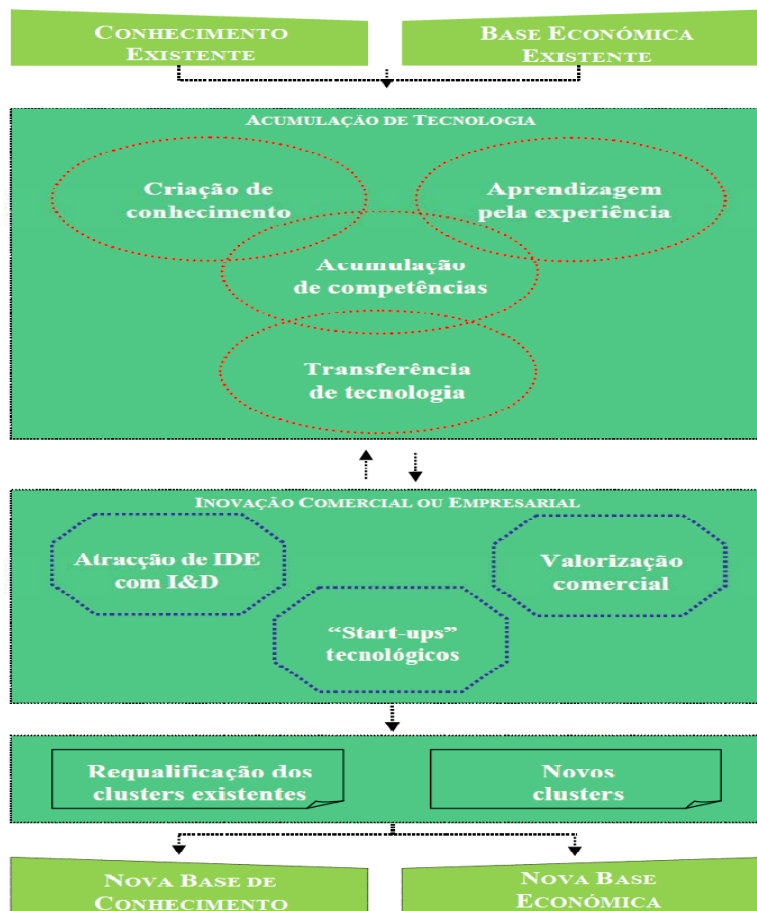 CONHECIMENTO
EXISTENTE
BASE ECONÓMICA
EXISTENTE
ACUMULAÇÃO DE TECNOLOGIA
Criação de
conhecimento
Aprendizagem
pela experiência
Acumulação
de competências
Transferência
de tecnologia
INOVAÇÃO COMERCIAL OU EMPRESARIAL
Atracção de IDE
com I&D
Valorização
comercial
“Start-ups”
tecnológicos
Requalificação dos
clusters existentes
Novos
clusters
NOVA BASE DE
CONHECIMENTO
NOVA BASE
ECONÓMICA